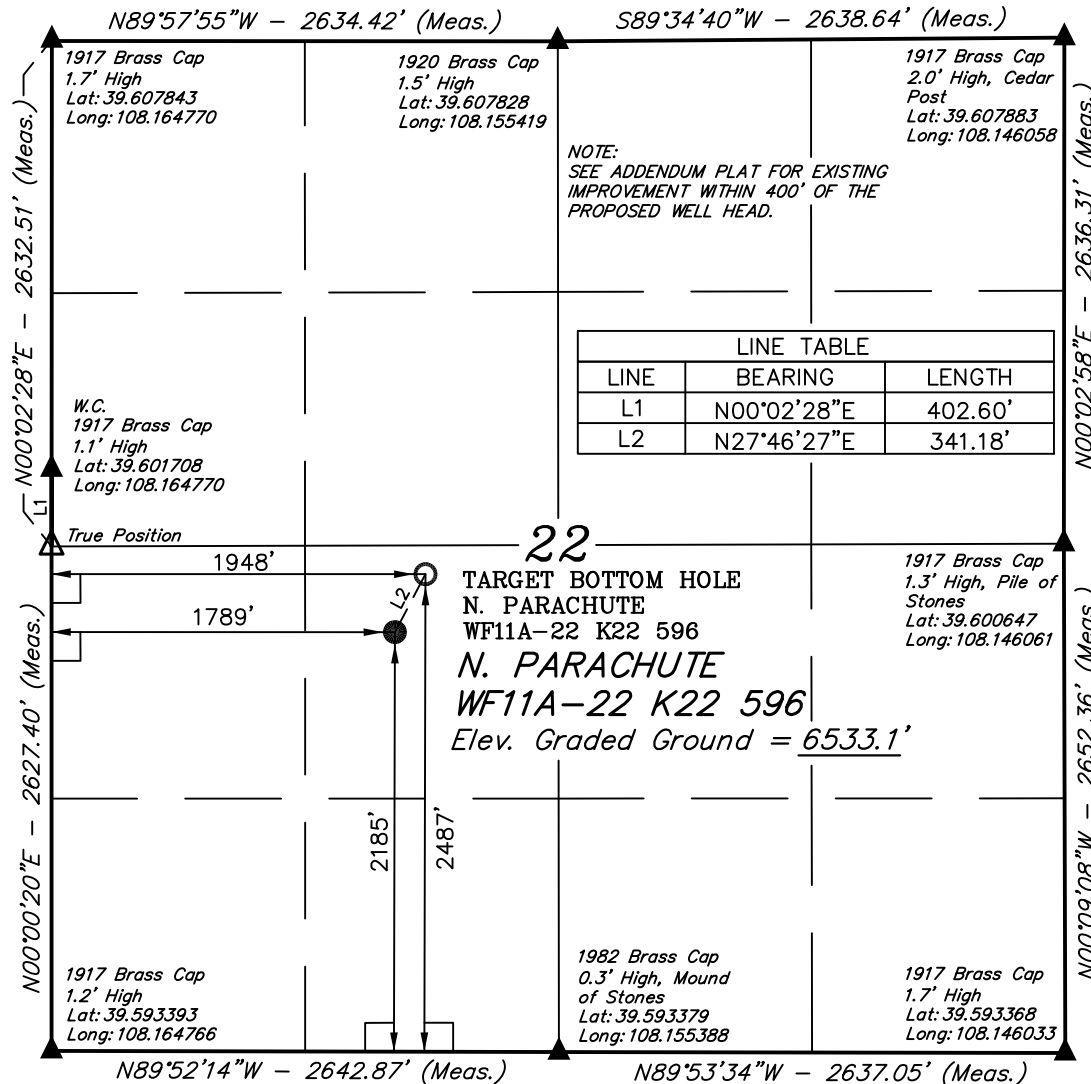 N89°57'55"W - 2634.42' (Meas.)
S89°34'40"W - 2638.64' (Meas.)
1917 Brass Cap
1.7' High
Lat: 39.607843
Long: 108.164770
1920 Brass Cap
1.5' High
Lat: 39.607828
Long: 108.155419
1917 Brass Cap
2.0' High, Cedar
Post
Lat: 39.607883
Long: 108.146058
NOTE:
SEE ADDENDUM PLAT FOR EXISTING
IMPROVEMENT WITHIN 400' OF THE
PROPOSED WELL HEAD.
N00°02'28"E - 2632.51' (Meas.)
N00°02'58"E - 2636.31' (Meas.)
LINE TABLE
LINE BEARING LENGTH
L1 N00°02'28"E 402.60'
L2 N27°46'27"E 341.18'
W.C.
1917 Brass Cap
1.1' High
Lat: 39.601708
Long: 108.164770
L1
True Position
22
1948'
L2
1789'
TARGET BOTTOM HOLE
N. PARACHUTE
WF11A-22 K22 596
N. PARACHUTE
WF11A-22 K22 596
Elev. Graded Ground = 6533.1'
1917 Brass Cap
1.3' High, Pile of
Stones
Lat: 39.600647
Long: 108.146061
N00°00'20"E - 2627.40' (Meas.)
N00°09'08"W - 2652.36' (Meas.)
2185'
2487'
1917 Brass Cap
1.2' High
Lat: 39.593393
Long: 108.164766
1982 Brass Cap
0.3' High, Mound
of Stones
Lat: 39.593379
Long: 108.155388
1917 Brass Cap
1.7' High
Lat: 39.593368
Long: 108.146033
N89°52'14"W - 2642.87' (Meas.)
N89°53'34"W - 2637.05' (Meas.)